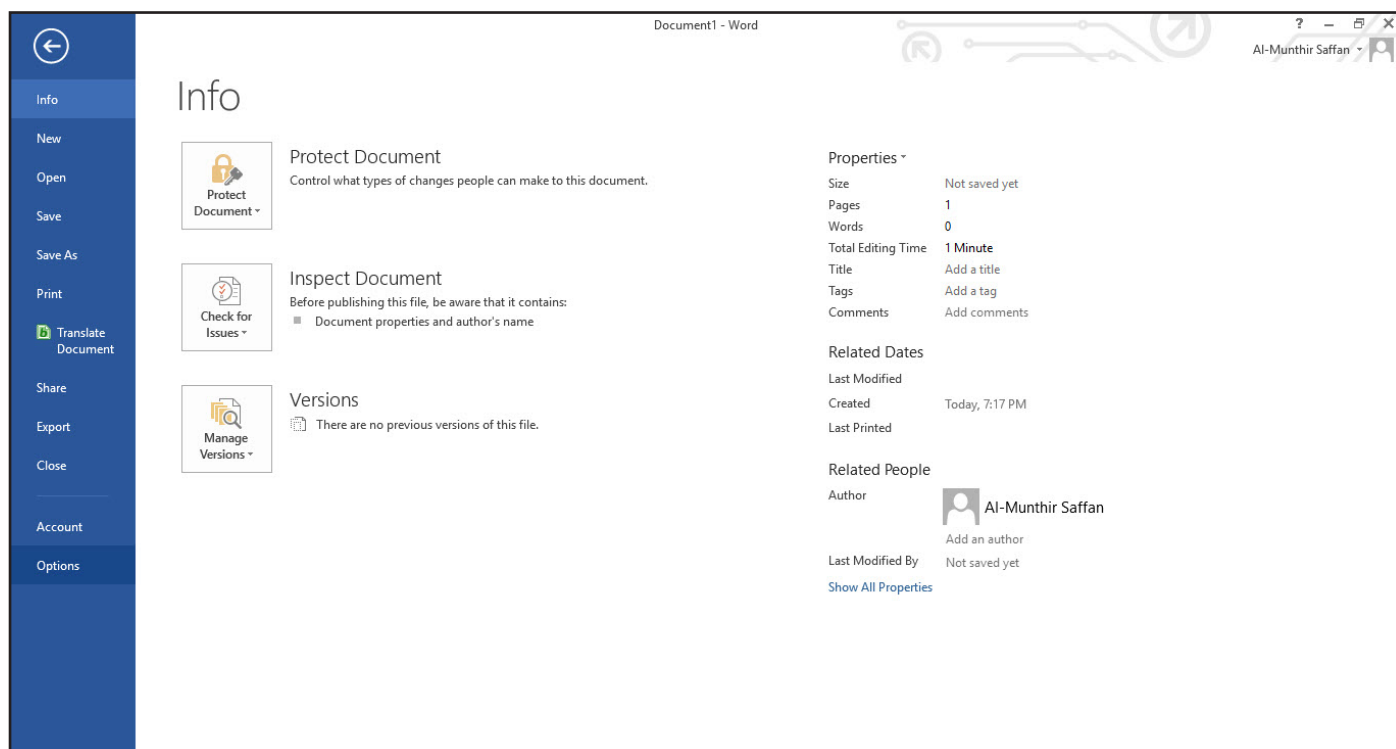 Document1 - Word
?
Al-Munthir Saffan
Info
New
Open
Save
Save As
Print
Translate
Document
Share
Export
Close
Account
Options
Info
Protect
Document
Protect Document
Control what types of changes people can make to this document.
Check for
Issues
Inspect Document
Before publishing this file, be aware that it contains:
Document properties and author's name
Manage
Versions
Versions
There are no previous versions of this file.
Properties
Size Not saved yet
Pages 1
Words 0
Total Editing Time 1 Minute
Title Add a title
Tags Add a tag
Comments Add comments
Related Dates
Last Modified
Created Today, 7:17 PM
Last Printed
Related People
Author Al-Munthir Saffan
Add an author
Last Modified By Not saved yet
Show All Properties